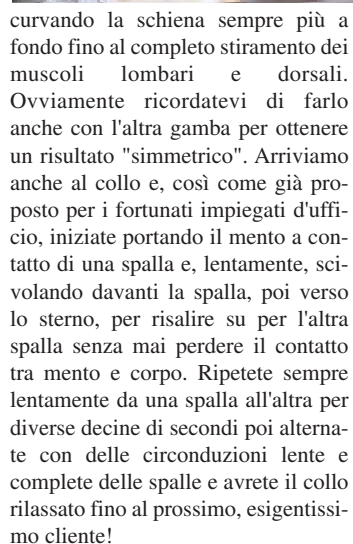 curvando la schiena sempre più a
fondo fino al completo stiramento dei
muscoli lombari e dorsali.
Ovviamente ricordatevi di farlo
anche con l'altra gamba per ottenere
un risultato "simmetrico". Arriviamo
anche al collo e, così come già pro-
posto per i fortunati impiegati d'uffi-
cio, iniziate portando il mento a con-
tatto di una spalla e, lentamente, sci-
volando davanti la spalla, poi verso
lo sterno, per risalire su per l'altra
spalla senza mai perdere il contatto
tra mento e corpo. Ripetete sempre
lentamente da una spalla all'altra per
diverse decine di secondi poi alterna-
te con delle circonduzioni lente e
complete delle spalle e avrete il collo
rilassato fino al prossimo, esigentissi-
mo cliente!